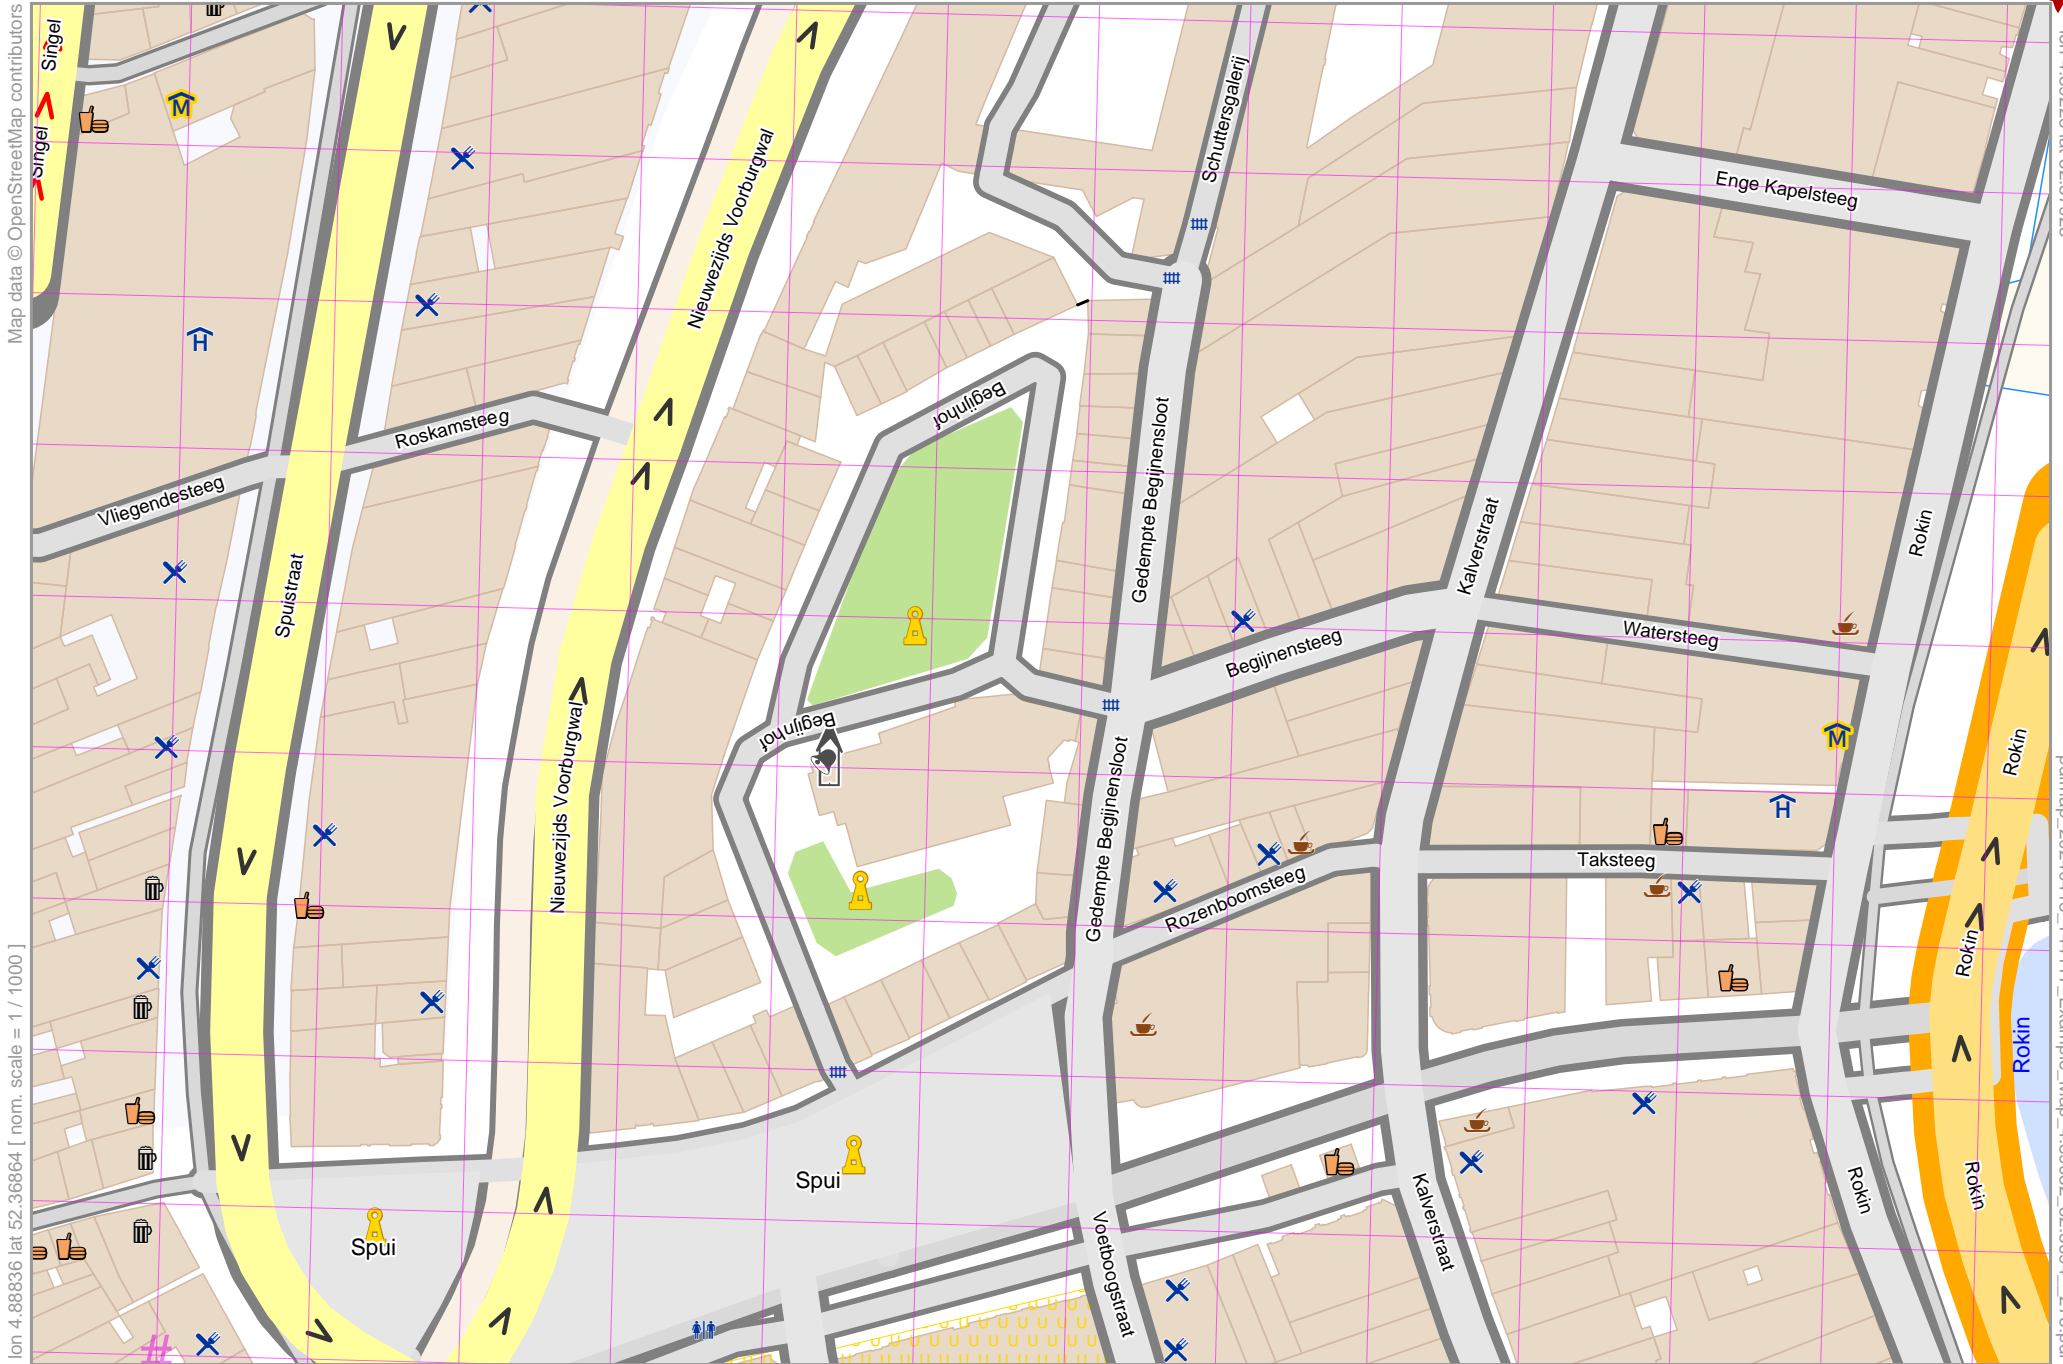 Map data © OpenStreetMap contributors
lon 4.88836 lat 52.36864 [ nom. scale = 1 / 1000 ]
Singel
Singel
M
Nieuwezijds Voorburgwal
Schuttersgalerij
Enge Kapelsteeg
H
Roskamsteeg
Begijnhof
Vliegendesteeg
Gedempte Begijnensloot
Kalverstraat
Rokin
Spuistraat
Begijnensteeg
Watersteeg
Begijnhof
M
Rokin
Nieuwezijds Voorburgwal
Gedempte Begijnensloot
H
Taksteeg
Rozenboomsteeg
Rokin
Rokin
Spui
Spui
Kalverstraat
Rokin
Rokin
Voetboogstraat